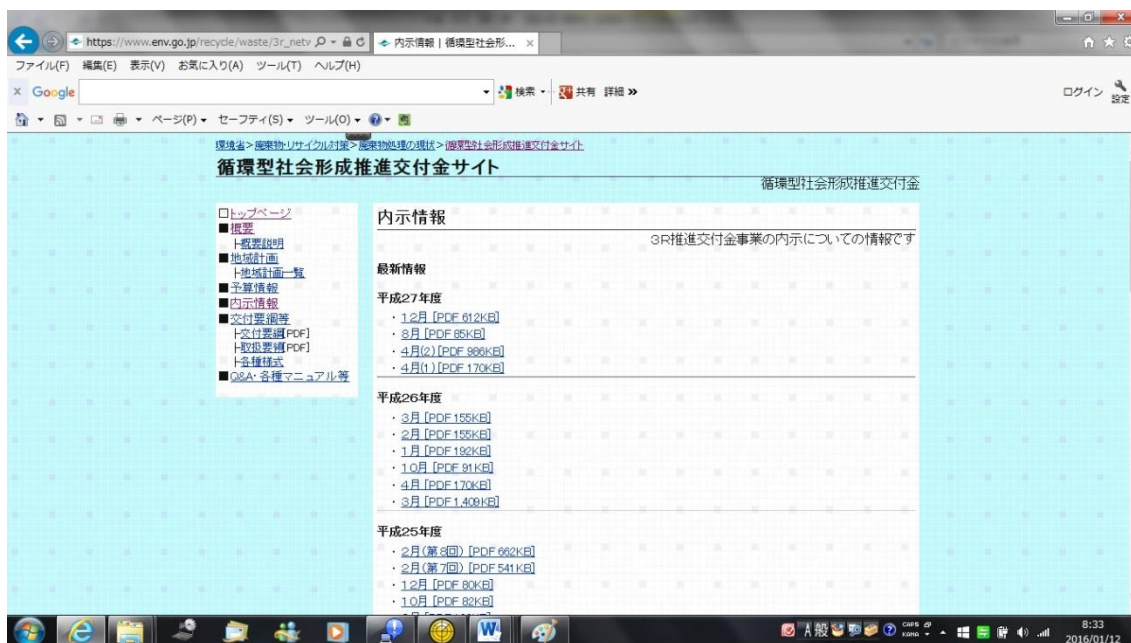 https://www.env.go.jp/recycle/waste/3r_netv
内示情報 | 循環型社会形... ×
ファイル(F) 編集(E) 表示(V) お気に入り(A) ツール(T) ヘルプ(H)
× Google 検索 共有 詳細 » ログイン 設定
ページ(P) セーフティ(S) ツール(O)
環境省>廃棄物・リサイクル対策>廃棄物処理の現状>循環型社会形成推進交付金サイト
循環型社会形成推進交付金サイト
循環型社会形成推進交付金
□トップページ
■概要
├概要説明
■地域計画
├地域計画一覧
■予算情報
■内示情報
■交付要綱等
├交付要綱[PDF]
├取扱要領[PDF]
├各種様式
■Q&A・各種マニュアル等
内示情報
3R推進交付金事業の内示についての情報です
最新情報
平成27年度
・12月 [PDF 612KB]
・8月 [PDF 85KB]
・4月(2) [PDF 986KB]
・4月(1) [PDF 170KB]
平成26年度
・3月 [PDF 155KB]
・2月 [PDF 155KB]
・1月 [PDF 192KB]
・10月 [PDF 91KB]
・4月 [PDF 170KB]
・3月 [PDF 1,409KB]
平成25年度
・2月(第8回) [PDF 662KB]
・2月(第7回) [PDF 541KB]
・12月 [PDF 80KB]
・10月 [PDF 82KB]
A 般 CAPS KANA
8:33
2016/01/12